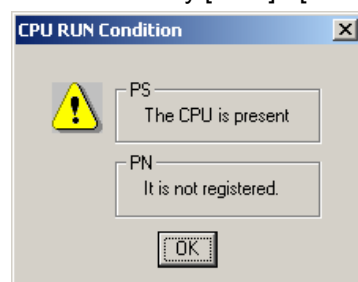 CPU RUN Condition
PS
The CPU is present
PN
It is not registered.
OK